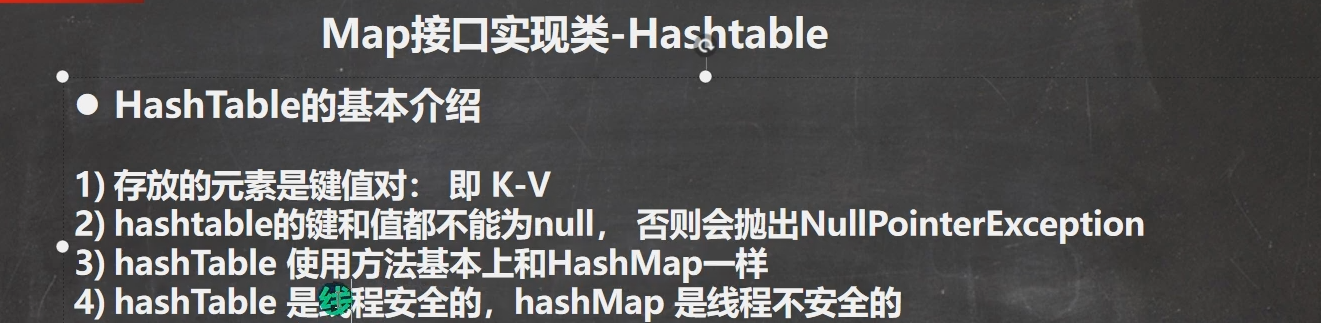 Map接口实现类-Hashtable
● HashTable的基本介绍
1) 存放的元素是键值对： 即 K-V
2) hashtable的键和值都不能为null， 否则会抛出NullPointerException
3) hashTable 使用方法基本上和HashMap一样
4) hashTable 是线程安全的，hashMap 是线程不安全的